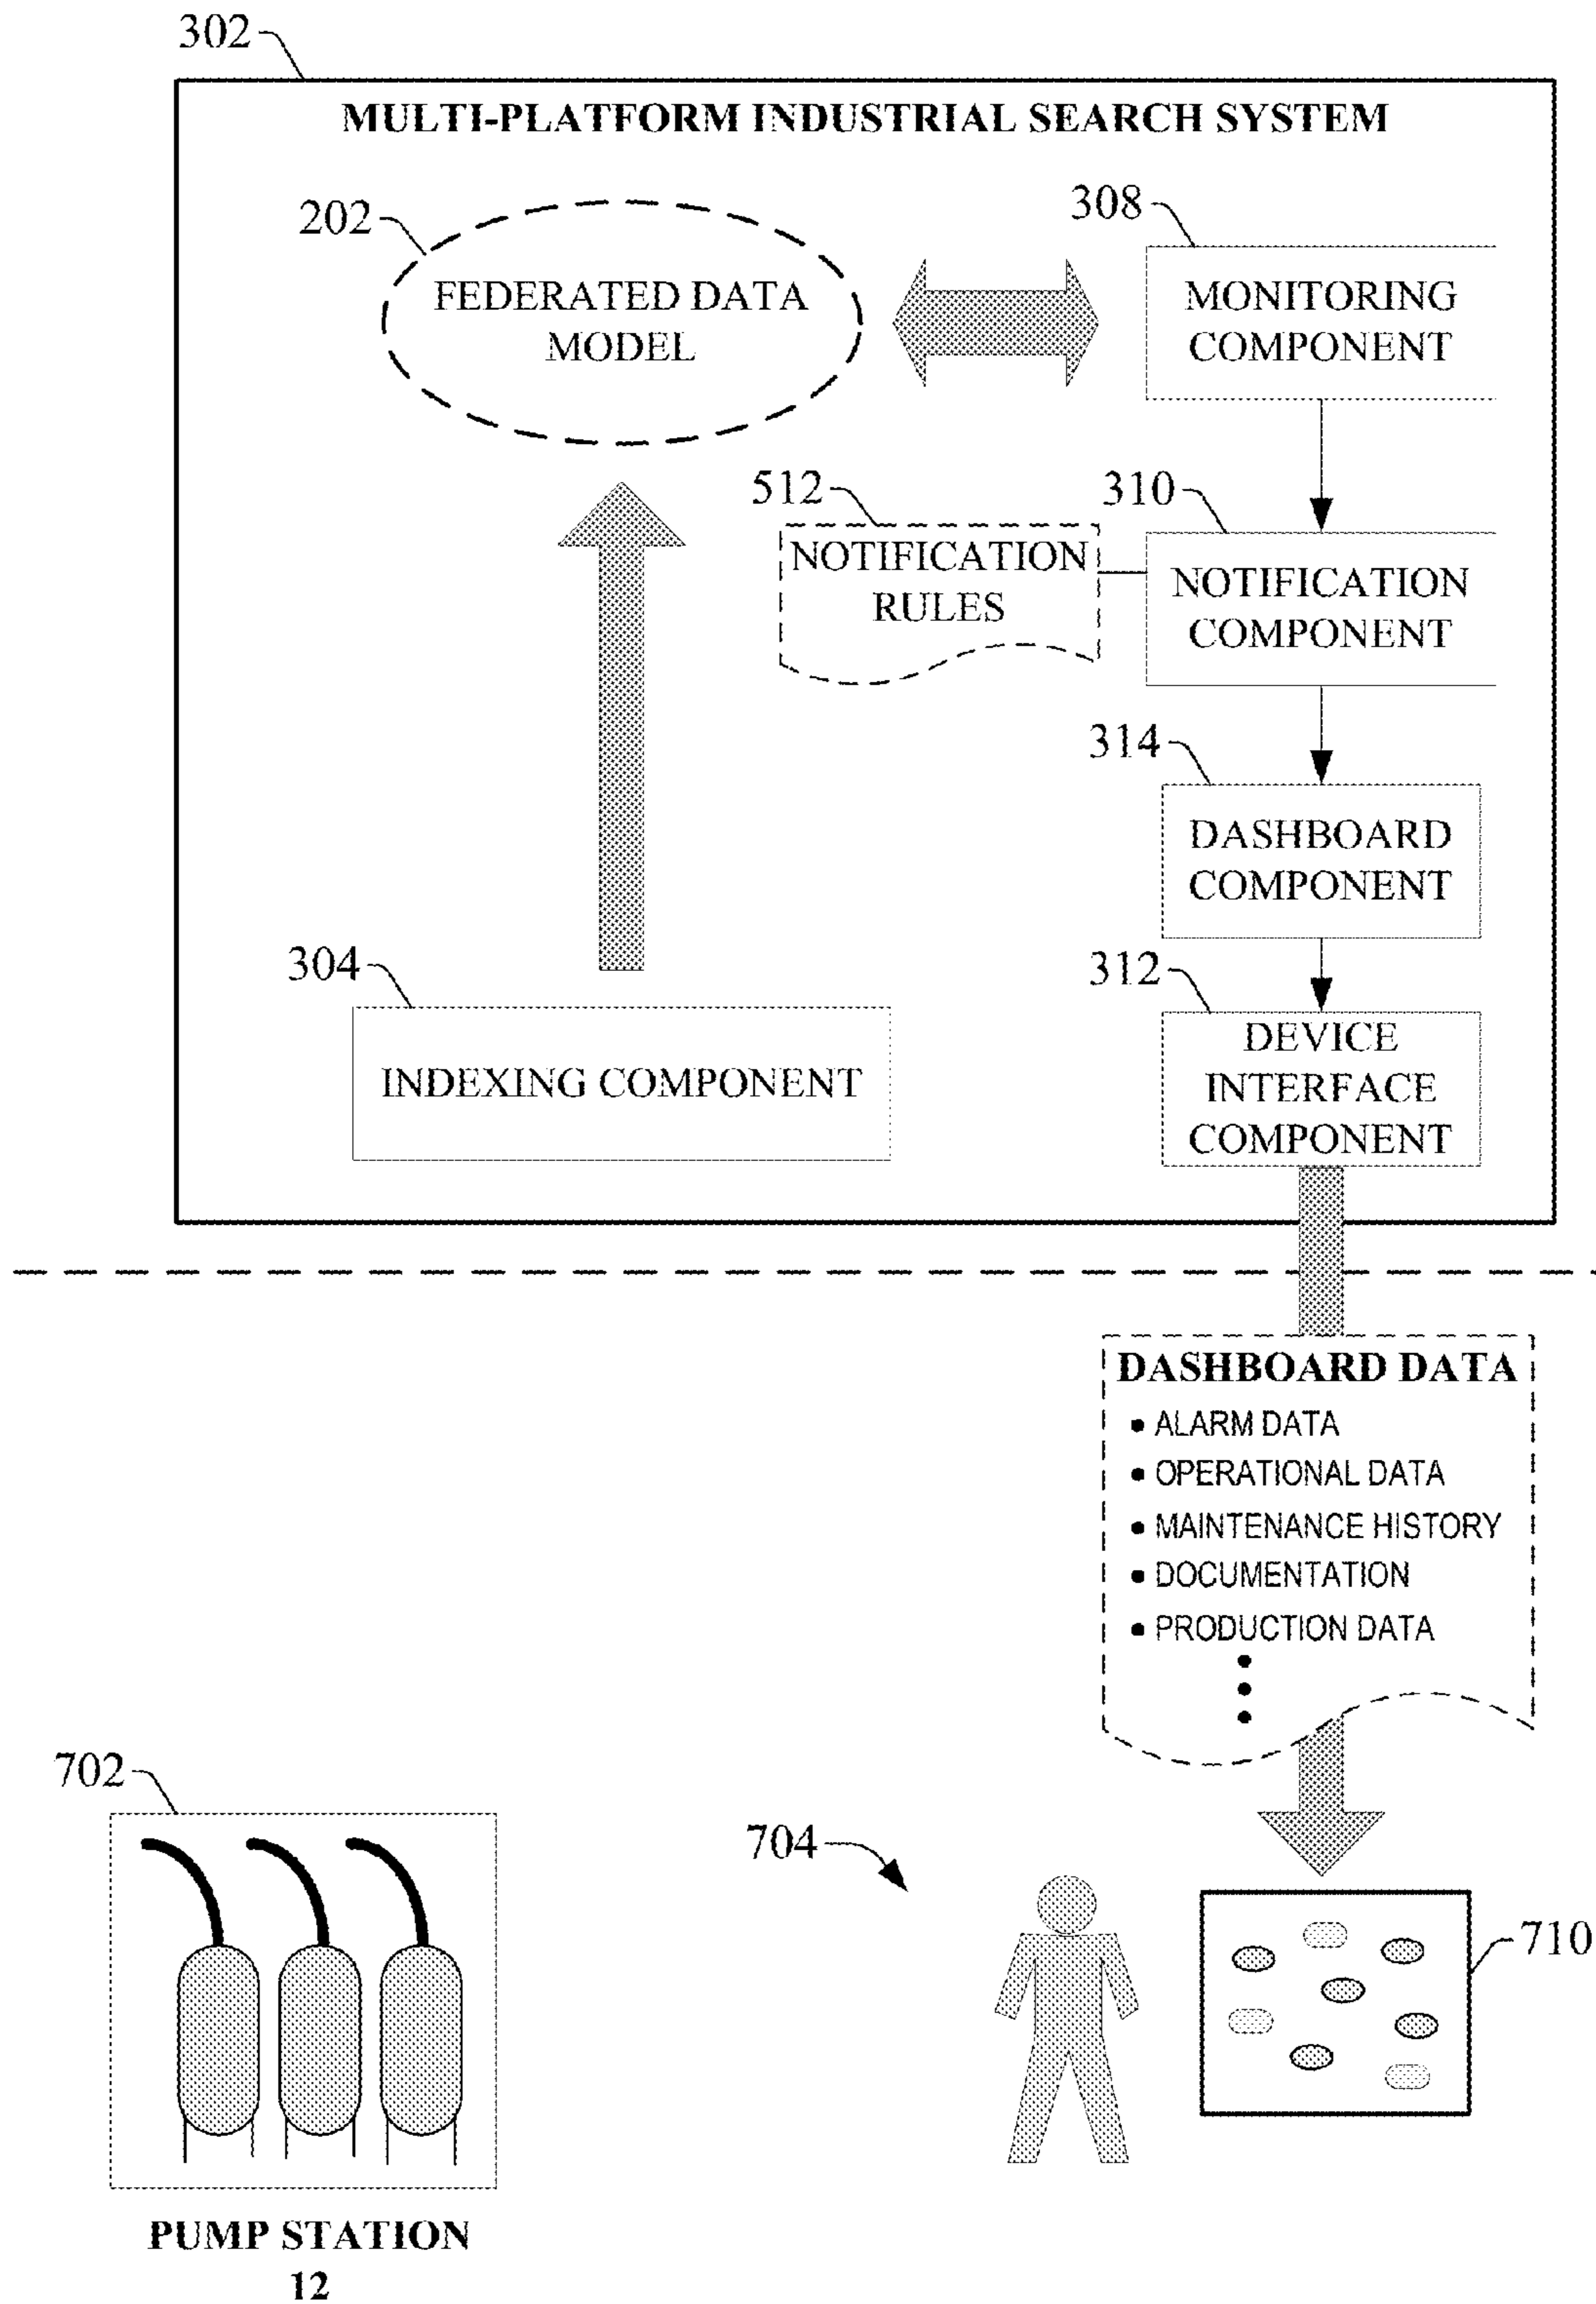 302
MULTI-PLATFORM INDUSTRIAL SEARCH SYSTEM
202
FEDERATED DATA
MODEL
308
MONITORING
COMPONENT
512
NOTIFICATION
RULES
310
NOTIFICATION
COMPONENT
314
DASHBOARD
COMPONENT
304
INDEXING COMPONENT
312
DEVICE
INTERFACE
COMPONENT
DASHBOARD DATA
• ALARM DATA
• OPERATIONAL DATA
• MAINTENANCE HISTORY
• DOCUMENTATION
• PRODUCTION DATA
702
PUMP STATION
12
704
710